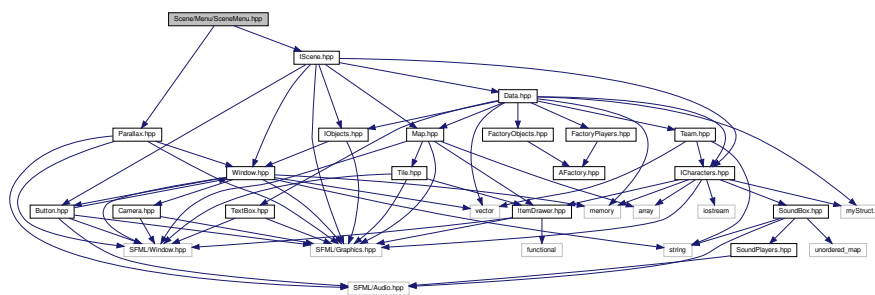 Scene/Menu/SceneMenu.hpp
IScene.hpp
Data.hpp
Parallax.hpp
IObjects.hpp
Map.hpp
FactoryObjects.hpp
FactoryPlayers.hpp
Team.hpp
Window.hpp
Tile.hpp
AFactory.hpp
ICharacters.hpp
Button.hpp
Camera.hpp
TextBox.hpp
vector
ItemDrawer.hpp
memory
array
iostream
SoundBox.hpp
myStruct.
SFML/Window.hpp
SFML/Graphics.hpp
functional
string
SoundPlayers.hpp
unordered_map
SFML/Audio.hpp